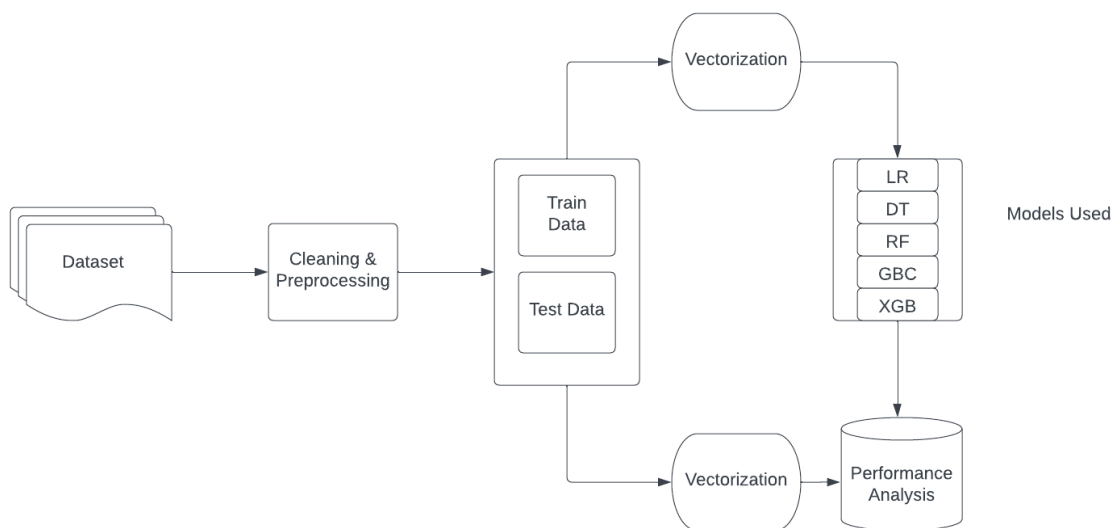 Vectorization
LR
Train
Data
DT
Models Used
RF
Dataset
Cleaning &
Preprocessing
GBC
Test Data
XGB
Vectorization
Performance
Analysis